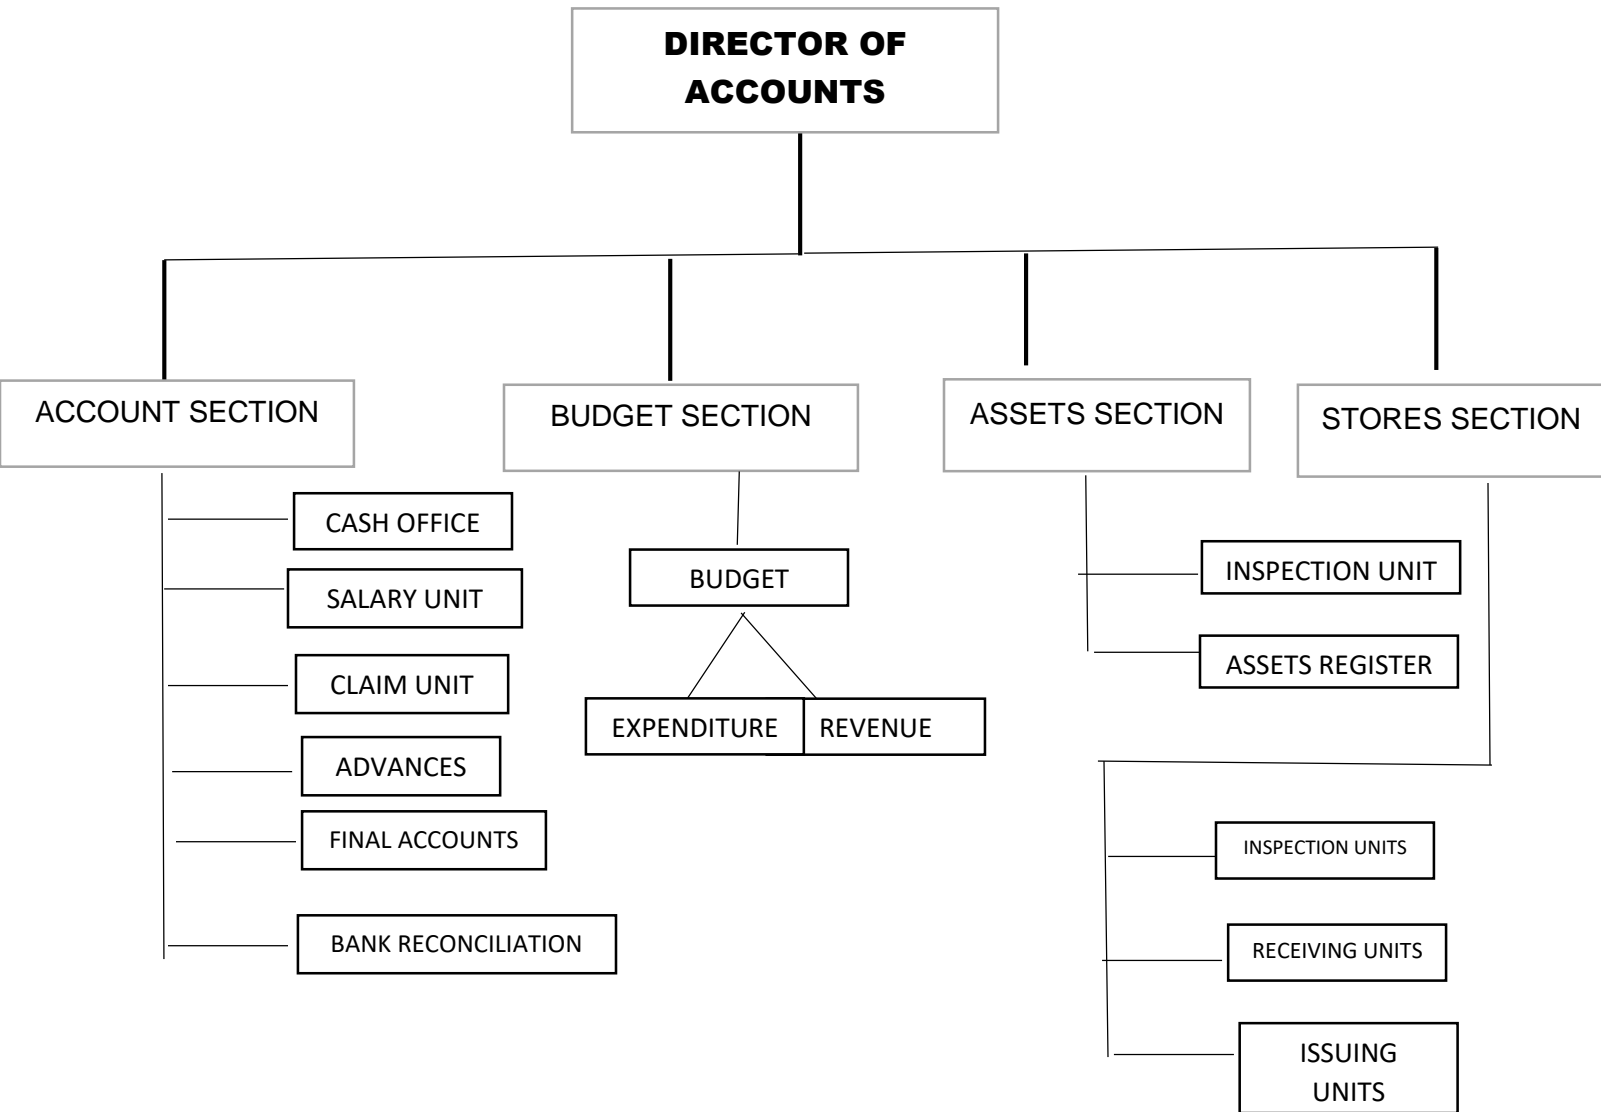 DIRECTOR OF
ACCOUNTS
ACCOUNT SECTION
BUDGET SECTION
ASSETS SECTION
STORES SECTION
CASH OFFICE
SALARY UNIT
CLAIM UNIT
ADVANCES
FINAL ACCOUNTS
BANK RECONCILIATION
BUDGET
EXPENDITURE
REVENUE
INSPECTION UNIT
ASSETS REGISTER
INSPECTION UNITS
RECEIVING UNITS
ISSUING
UNITS